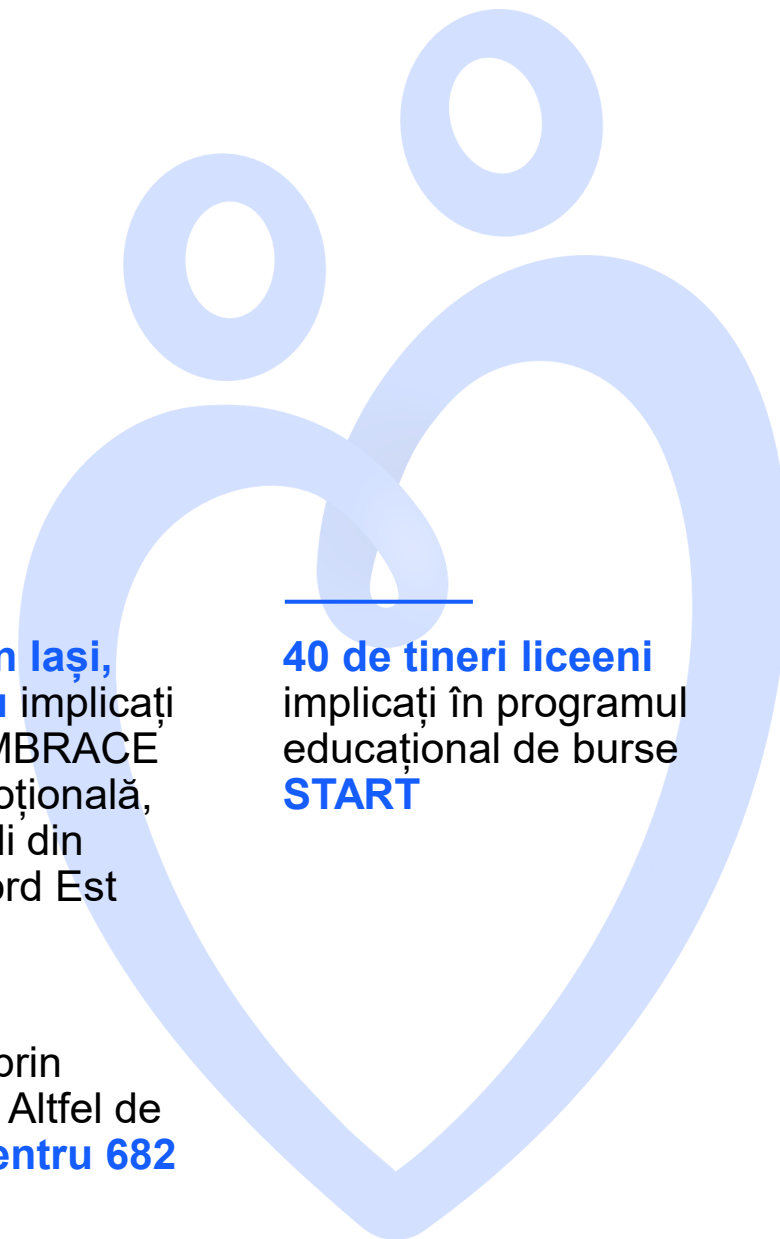 n Iași,
implicați
MBRACE
oțională,
li din
ord Est
prin
Altfel de
entru 682
40 de tineri liceeni
implicați în programul
educațional de burse
START